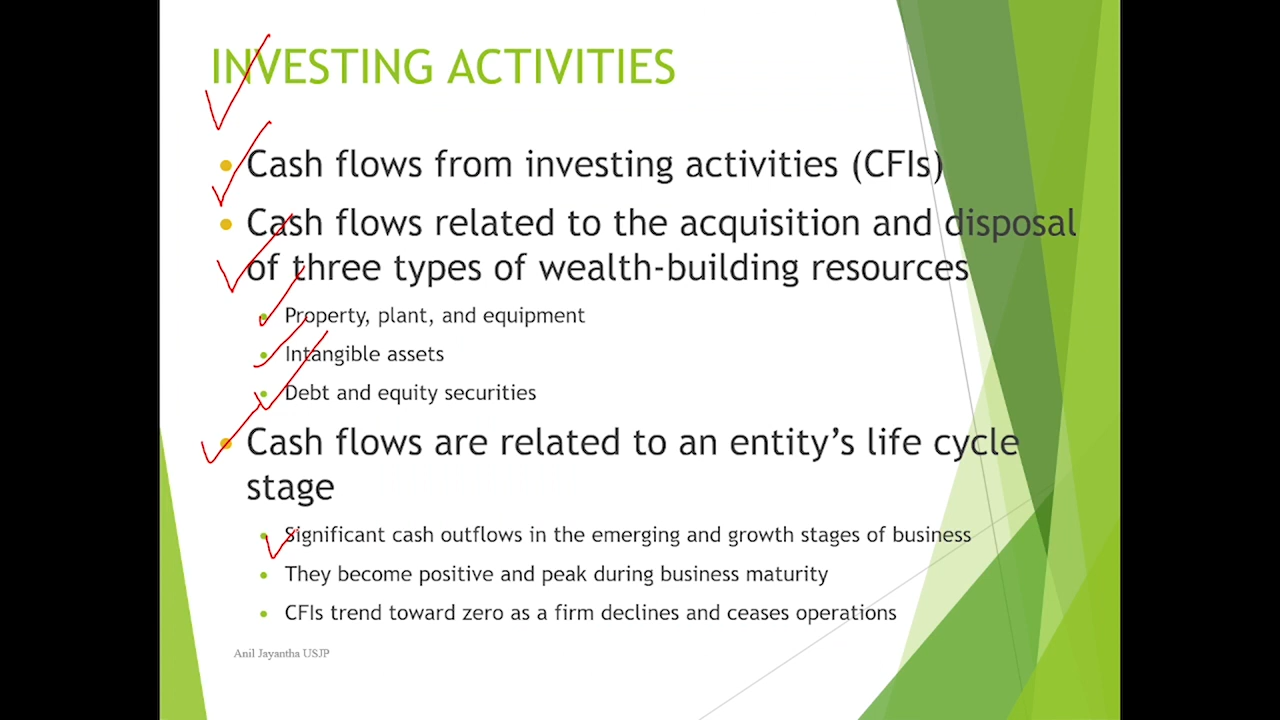 INVESTING ACTIVITIES
Cash flows from investing activities (CFIs)
Cash flows related to the acquisition and disposal
of three types of wealth-building resources
Property, plant, and equipment
Intangible assets
Debt and equity securities
Cash flows are related to an entity’s life cycle
stage
Significant cash outflows in the emerging and growth stages of business
They become positive and peak during business maturity
CFIs trend toward zero as a firm declines and ceases operations
Anil Jayantha USJP